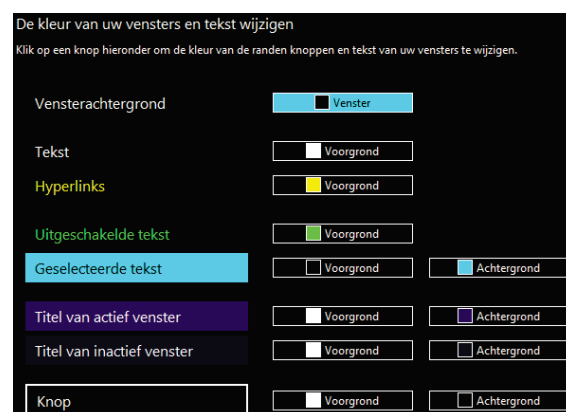 De kleur van uw vensters en tekst wijzigen
Klik op een knop hieronder om de kleur van de randen knoppen en tekst van uw vensters te wijzigen.
Vensterachtergrond Venster
Tekst Voorgrond
Hyperlinks Voorgrond
Uitgeschakelde tekst Voorgrond
Geselecteerde tekst Voorgrond Achtergrond
Titel van actief venster Voorgrond Achtergrond
Titel van inactief venster Voorgrond Achtergrond
Knop Voorgrond Achtergrond